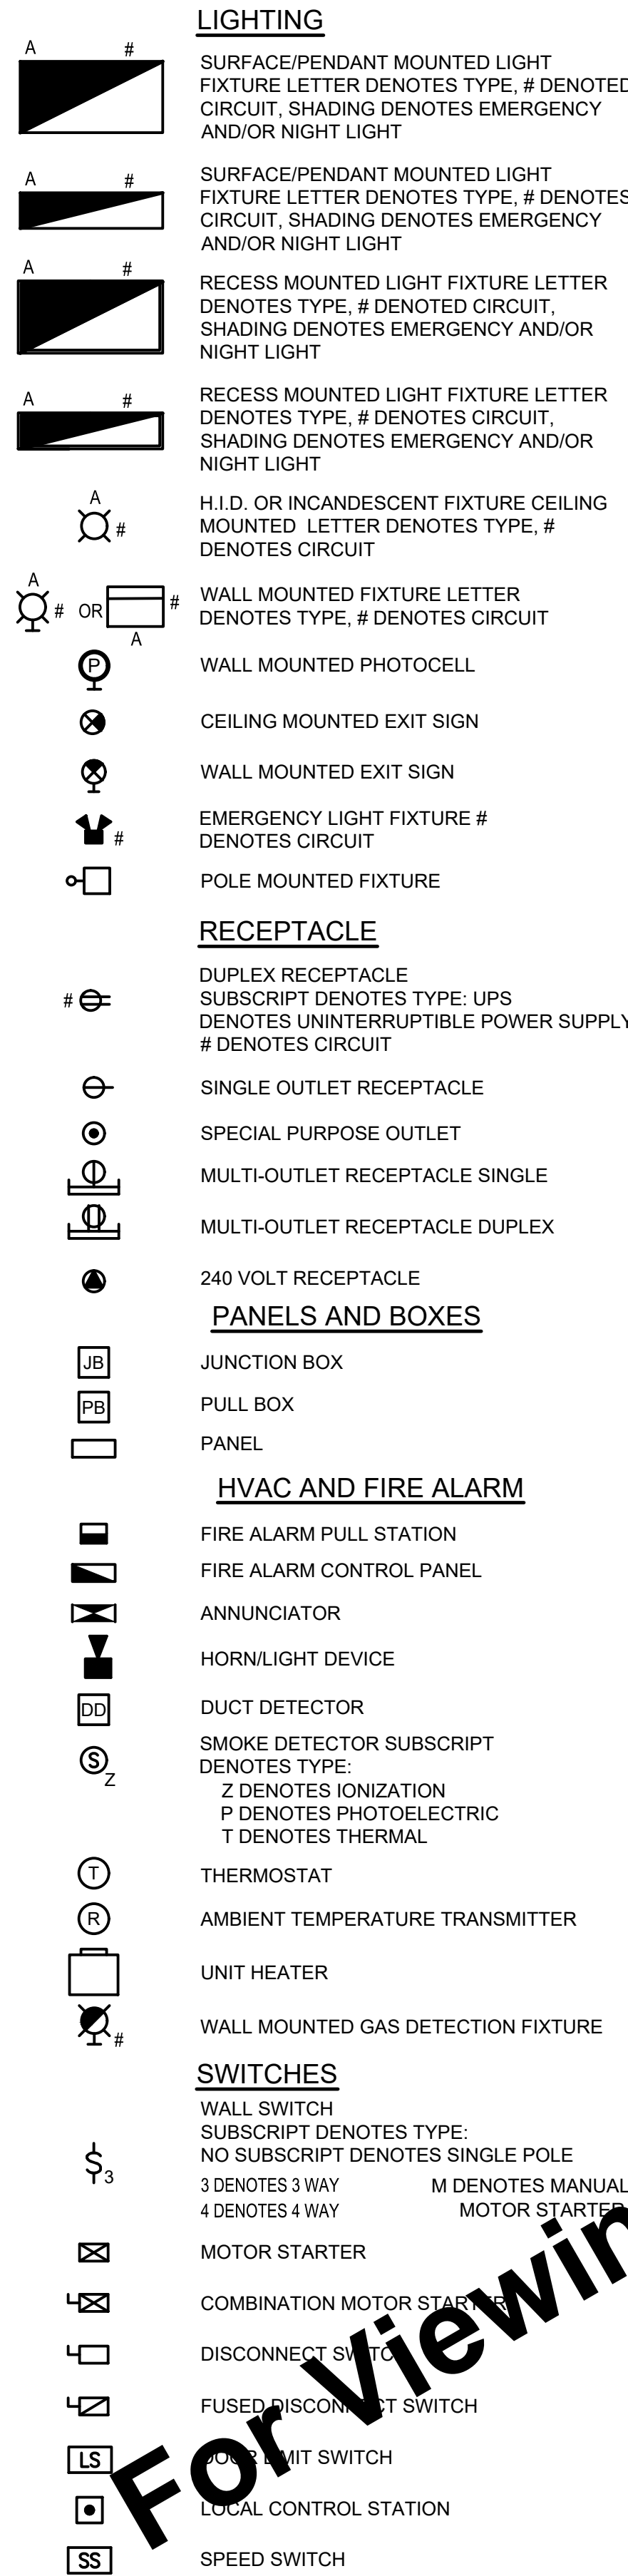 LIGHTING
A #
SURFACE/PENDANT MOUNTED LIGHT
FIXTURE LETTER DENOTES TYPE, # DENOTED
CIRCUIT, SHADING DENOTES EMERGENCY
AND/OR NIGHT LIGHT
A #
SURFACE/PENDANT MOUNTED LIGHT
FIXTURE LETTER DENOTES TYPE, # DENOTES
CIRCUIT, SHADING DENOTES EMERGENCY
AND/OR NIGHT LIGHT
A #
RECESS MOUNTED LIGHT FIXTURE LETTER
DENOTES TYPE, # DENOTED CIRCUIT,
SHADING DENOTES EMERGENCY AND/OR
NIGHT LIGHT
A #
RECESS MOUNTED LIGHT FIXTURE LETTER
DENOTES TYPE, # DENOTES CIRCUIT,
SHADING DENOTES EMERGENCY AND/OR
NIGHT LIGHT
A #
H.I.D. OR INCANDESCENT FIXTURE CEILING
MOUNTED LETTER DENOTES TYPE, #
DENOTES CIRCUIT
A # OR # A
WALL MOUNTED FIXTURE LETTER
DENOTES TYPE, # DENOTES CIRCUIT
P WALL MOUNTED PHOTOCELL
CEILING MOUNTED EXIT SIGN
WALL MOUNTED EXIT SIGN
#
EMERGENCY LIGHT FIXTURE #
DENOTES CIRCUIT
POLE MOUNTED FIXTURE
RECEPTACLE
#
DUPLEX RECEPTACLE
SUBSCRIPT DENOTES TYPE: UPS
DENOTES UNINTERRUPTIBLE POWER SUPPLY
# DENOTES CIRCUIT
SINGLE OUTLET RECEPTACLE
SPECIAL PURPOSE OUTLET
MULTI-OUTLET RECEPTACLE SINGLE
MULTI-OUTLET RECEPTACLE DUPLEX
240 VOLT RECEPTACLE
PANELS AND BOXES
JB JUNCTION BOX
PB PULL BOX
PANEL
HVAC AND FIRE ALARM
FIRE ALARM PULL STATION
FIRE ALARM CONTROL PANEL
ANNUNCIATOR
HORN/LIGHT DEVICE
DD DUCT DETECTOR
S Z
SMOKE DETECTOR SUBSCRIPT
DENOTES TYPE:
Z DENOTES IONIZATION
P DENOTES PHOTOELECTRIC
T DENOTES THERMAL
T THERMOSTAT
R AMBIENT TEMPERATURE TRANSMITTER
UNIT HEATER
# WALL MOUNTED GAS DETECTION FIXTURE
SWITCHES
WALL SWITCH
SUBSCRIPT DENOTES TYPE:
NO SUBSCRIPT DENOTES SINGLE POLE
$3
3 DENOTES 3 WAY M DENOTES MANUAL
4 DENOTES 4 WAY MOTOR STARTER
MOTOR STARTER
COMBINATION MOTOR STARTER
DISCONNECT SWITCH
FUSED DISCONNECT SWITCH
LS DOOR LIMIT SWITCH
LOCAL CONTROL STATION
SS SPEED SWITCH
For